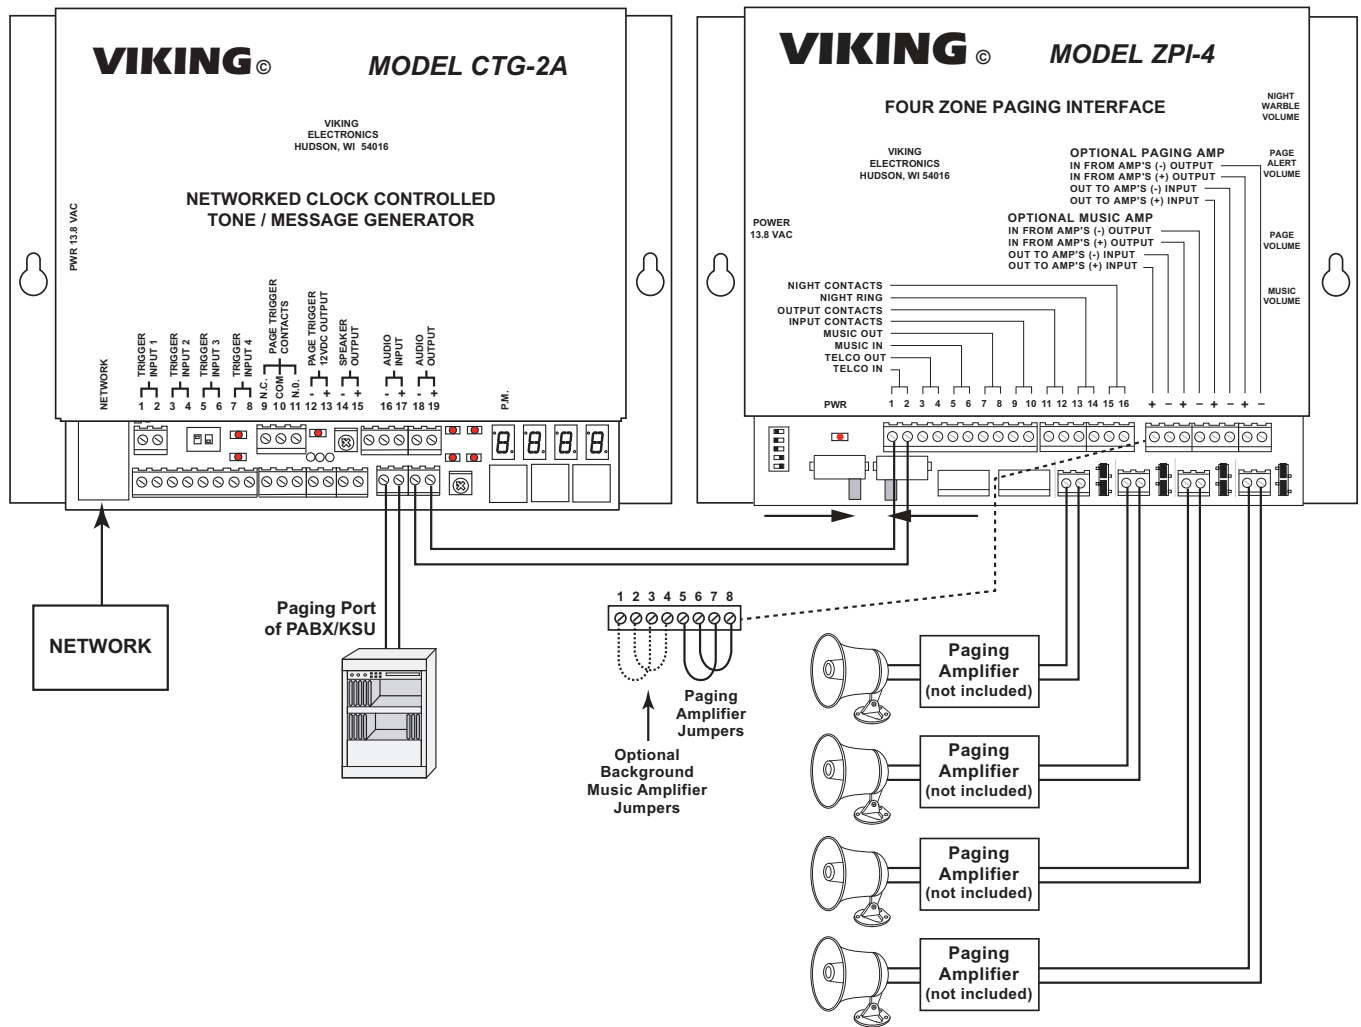 VIKING ©
MODEL CTG-2A
VIKING
ELECTRONICS
HUDSON, WI 54016
NETWORKED CLOCK CONTROLLED
TONE / MESSAGE GENERATOR
PWR 13.8 VAC
NETWORK
TRIGGER
INPUT 1
TRIGGER
INPUT 2
TRIGGER
INPUT 3
TRIGGER
INPUT 4
PAGE TRIGGER
CONTACTS
N.C.
COM
N.0.
PAGE TRIGGER
12VDC OUTPUT
- +
SPEAKER
OUTPUT
- +
AUDIO
INPUT
- +
AUDIO
OUTPUT
- +
P.M.
1 2 3 4 5 6 7 8 9 10 11 12 13 14 15 16 17 18 19
8. 8. 8. 8.
VIKING ©
MODEL ZPI-4
FOUR ZONE PAGING INTERFACE
VIKING
ELECTRONICS
HUDSON, WI 54016
NIGHT
WARBLE
VOLUME
PAGE
ALERT
VOLUME
PAGE
VOLUME
MUSIC
VOLUME
OPTIONAL PAGING AMP
IN FROM AMP'S (-) OUTPUT
IN FROM AMP'S (+) OUTPUT
OUT TO AMP'S (-) INPUT
OUT TO AMP'S (+) INPUT
OPTIONAL MUSIC AMP
IN FROM AMP'S (-) OUTPUT
IN FROM AMP'S (+) OUTPUT
OUT TO AMP'S (-) INPUT
OUT TO AMP'S (+) INPUT
POWER
13.8 VAC
NIGHT CONTACTS
NIGHT RING
OUTPUT CONTACTS
INPUT CONTACTS
MUSIC OUT
MUSIC IN
TELCO OUT
TELCO IN
PWR
1 2 3 4 5 6 7 8 9 10 11 12 13 14 15 16 + - + - + - + -
NETWORK
Paging Port
of PABX/KSU
1 2 3 4 5 6 7 8
Paging
Amplifier
Jumpers
Optional
Background
Music Amplifier
Jumpers
Paging
Amplifier
(not included)
Paging
Amplifier
(not included)
Paging
Amplifier
(not included)
Paging
Amplifier
(not included)